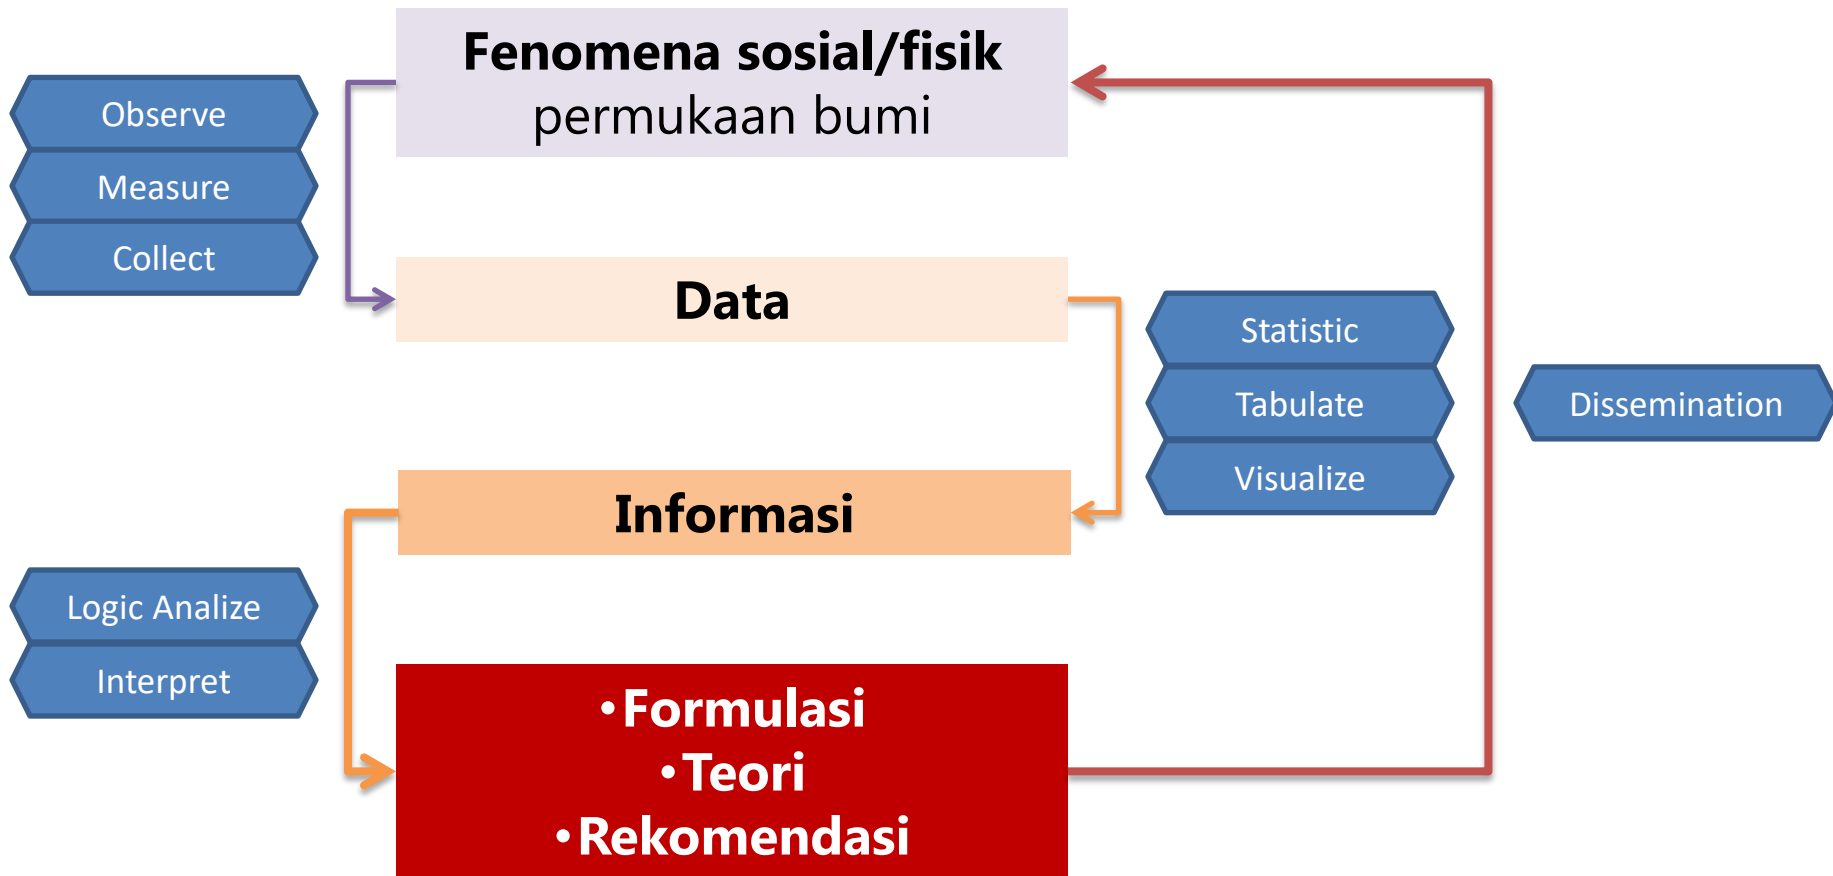 Fenomena sosial/fisik
permukaan bumi
Observe
Measure
Collect
Data
Statistic
Tabulate
Visualize
Dissemination
Informasi
Logic Analize
Interpret
•Formulasi
•Teori
•Rekomendasi